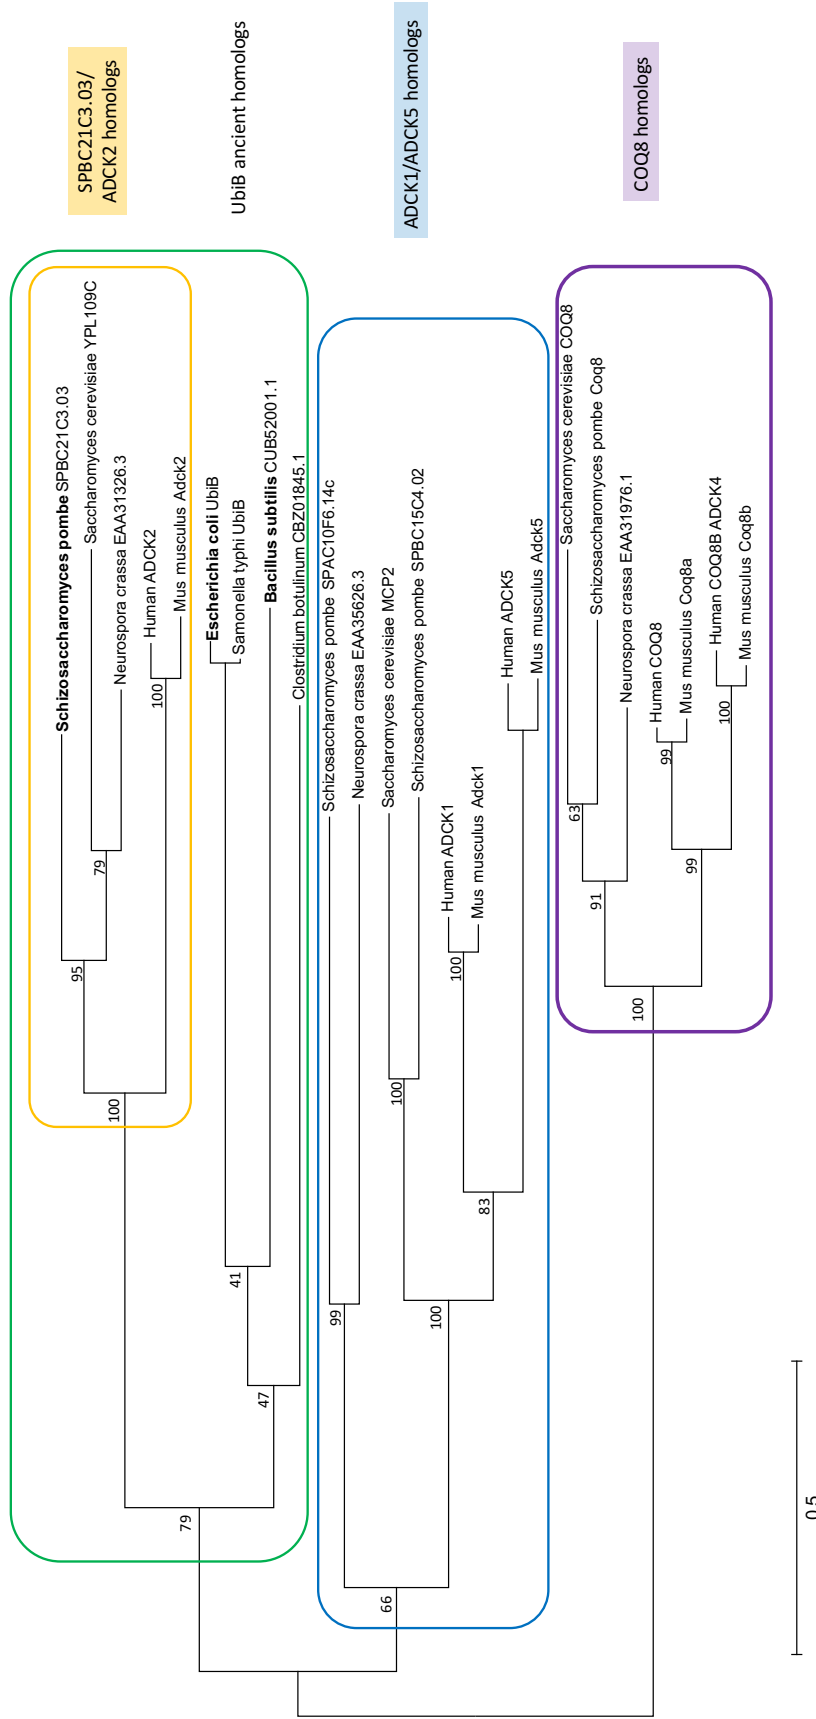 SPBC21C3.03/
ADCK2 homologs
UbiB ancient homologs
ADCK1/ADCK5 homologs
COQ8 homologs
Schizosaccharomyces pombe SPBC21C3.03
Saccharomyces cerevisiae YPL109C
Neurospora crassa EAA31326.3
Human ADCK2
Mus musculus Adck2
Escherichia coli UbiB
Samonella typhi UbiB
Bacillus subtilis CUB52001.1
Clostridium botulinum CBZ01845.1
Schizosaccharomyces pombe SPAC10F6.14c
Neurospora crassa EAA35626.3
Saccharomyces cerevisiae MCP2
Schizosaccharomyces pombe SPBC15C4.02
Human ADCK1
Mus musculus Adck1
Human ADCK5
Mus musculus Adck5
Saccharomyces cerevisiae COQ8
Schizosaccharomyces pombe Coq8
Neurospora crassa EAA31976.1
Human COQ8
Mus musculus Coq8a
Human COQ8B ADCK4
Mus musculus Coq8b
95
79
100
100
79
41
47
99
66
100
100
100
83
63
91
100
99
99
100
0.5